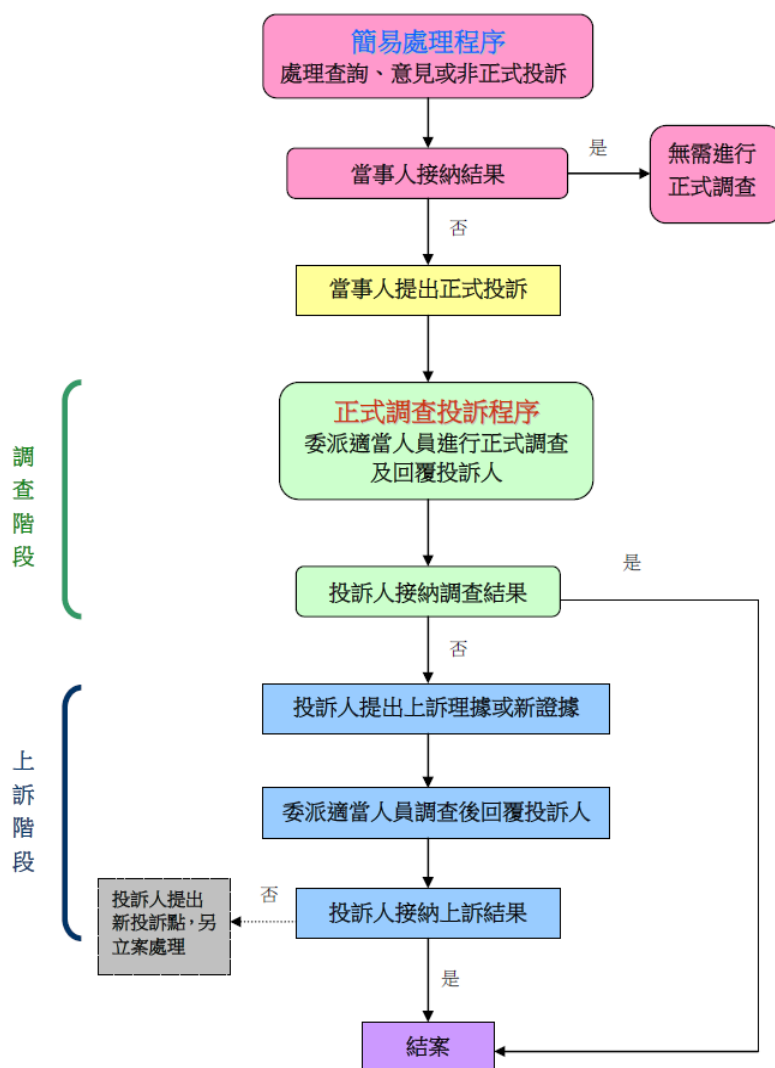 簡易處理程序
處理查詢、意見或非正式投訴
當事人接納結果
是
無需進行
正式調查
否
當事人提出正式投訴
調查階段
正式調查投訴程序
委派適當人員進行正式調查
及回覆投訴人
投訴人接納調查結果
是
否
上訴階段
投訴人提出上訴理據或新證據
委派適當人員調查後回覆投訴人
投訴人接納上訴結果
否
投訴人提出
新投訴點，另
立案處理
是
結案